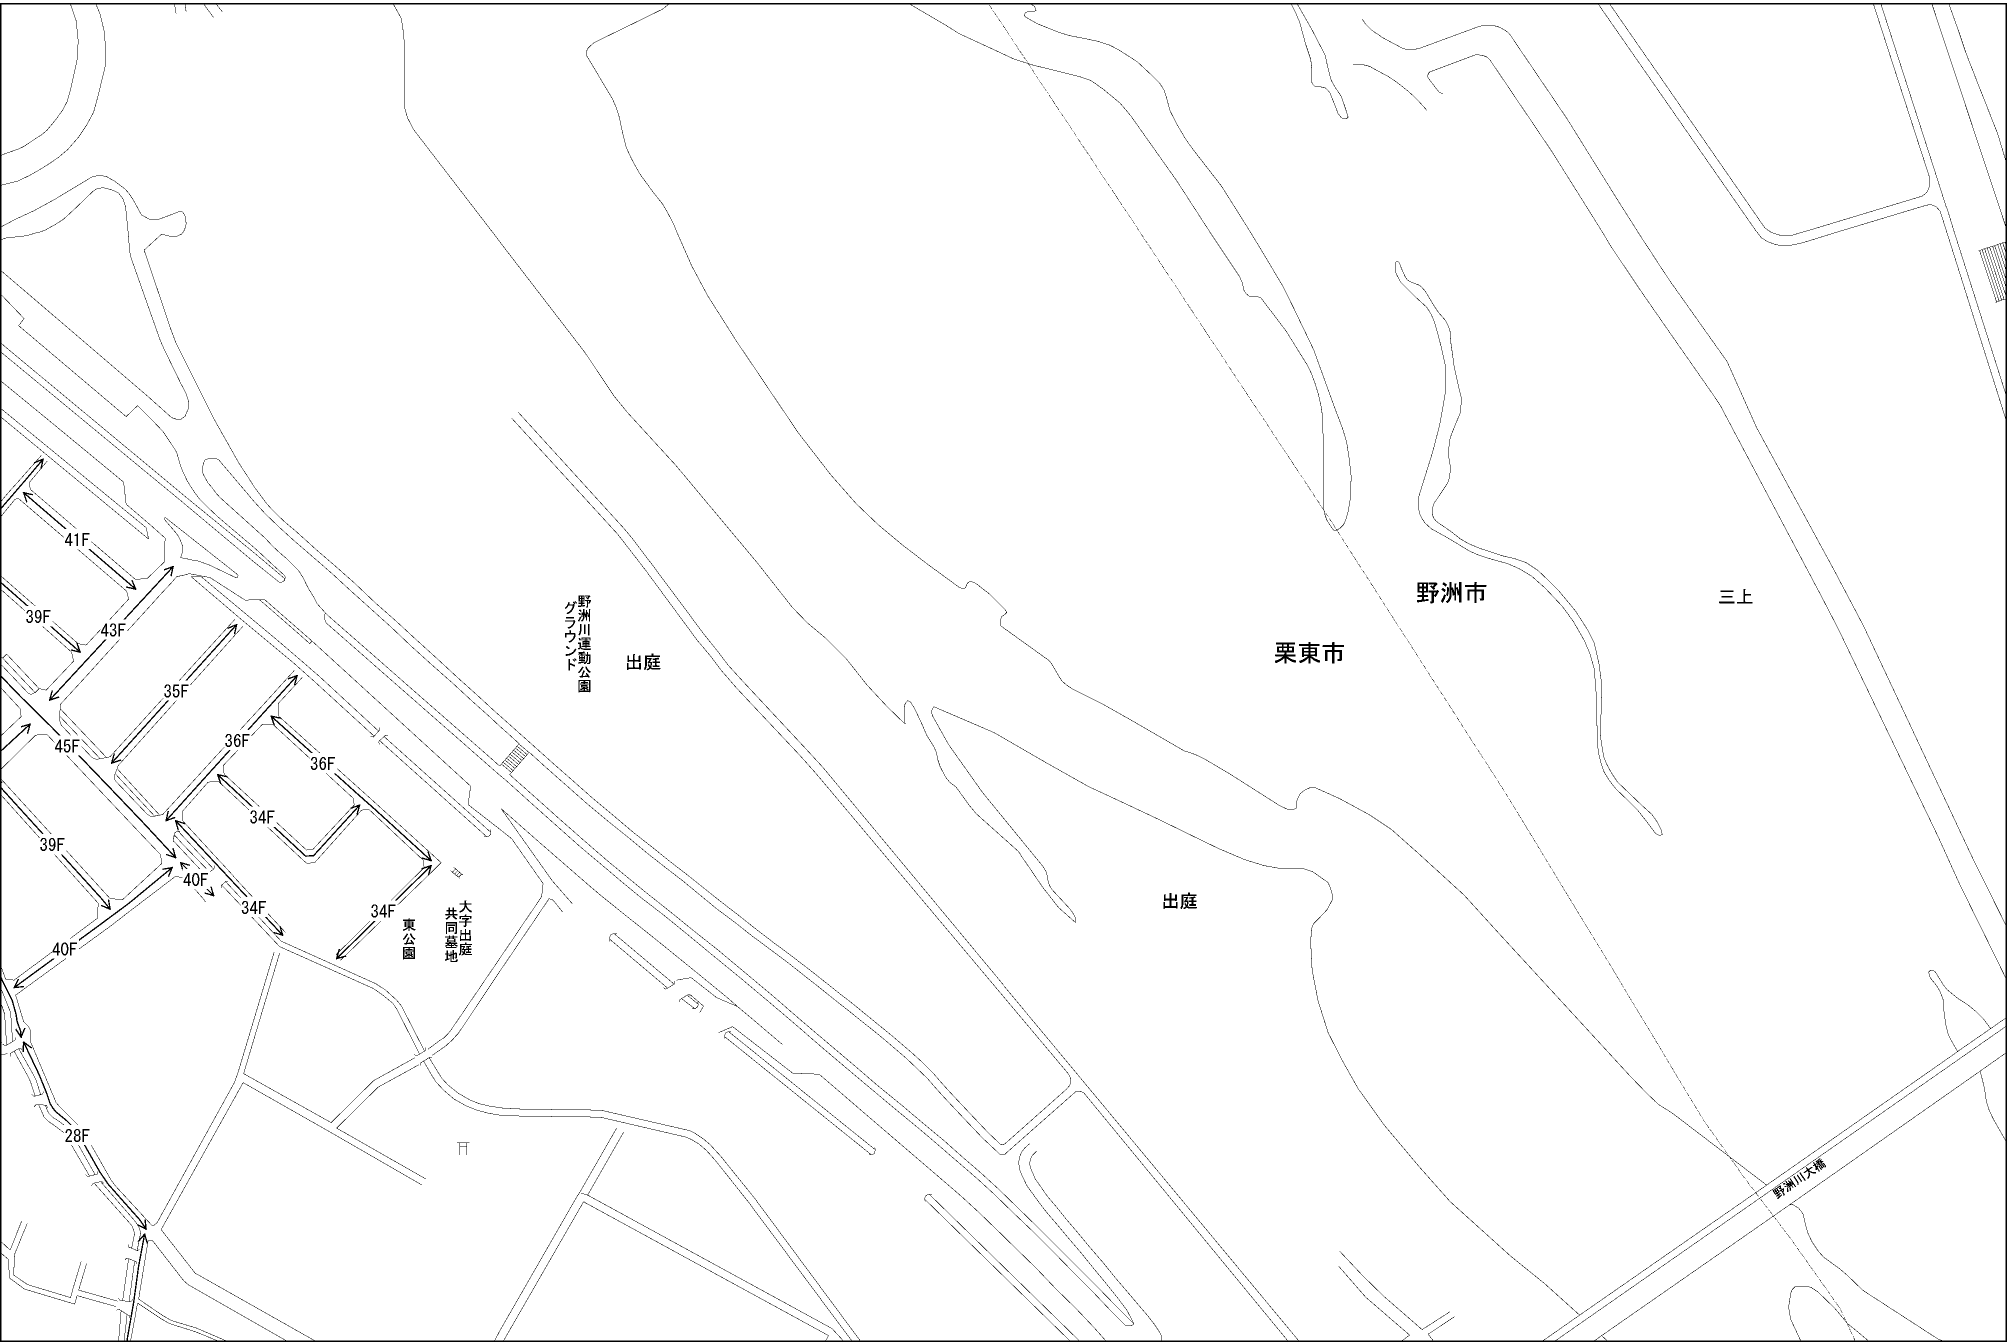 41F
39F
43F
35F
45F
36F
36F
34F
39F
40F
34F
34F
40F
28F
野洲川運動公園
グラウンド
出庭
野洲市
三上
栗東市
出庭
東公園
大字出庭
共同墓地
野洲川大橋